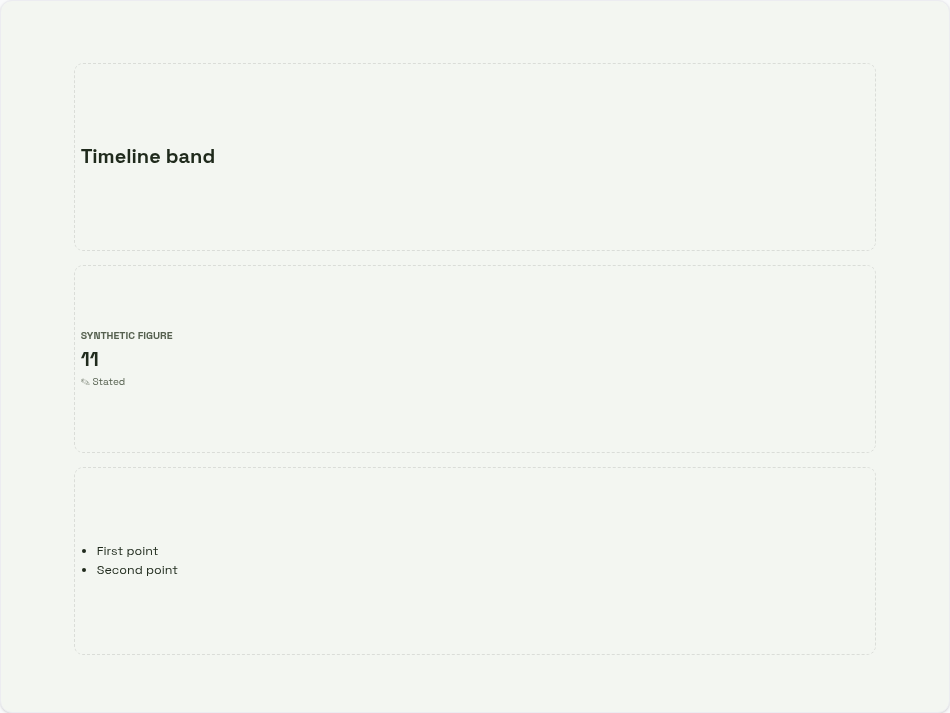 Timeline band
SYNTHETIC FIGURE
11
✎ Stated
• First point
• Second point